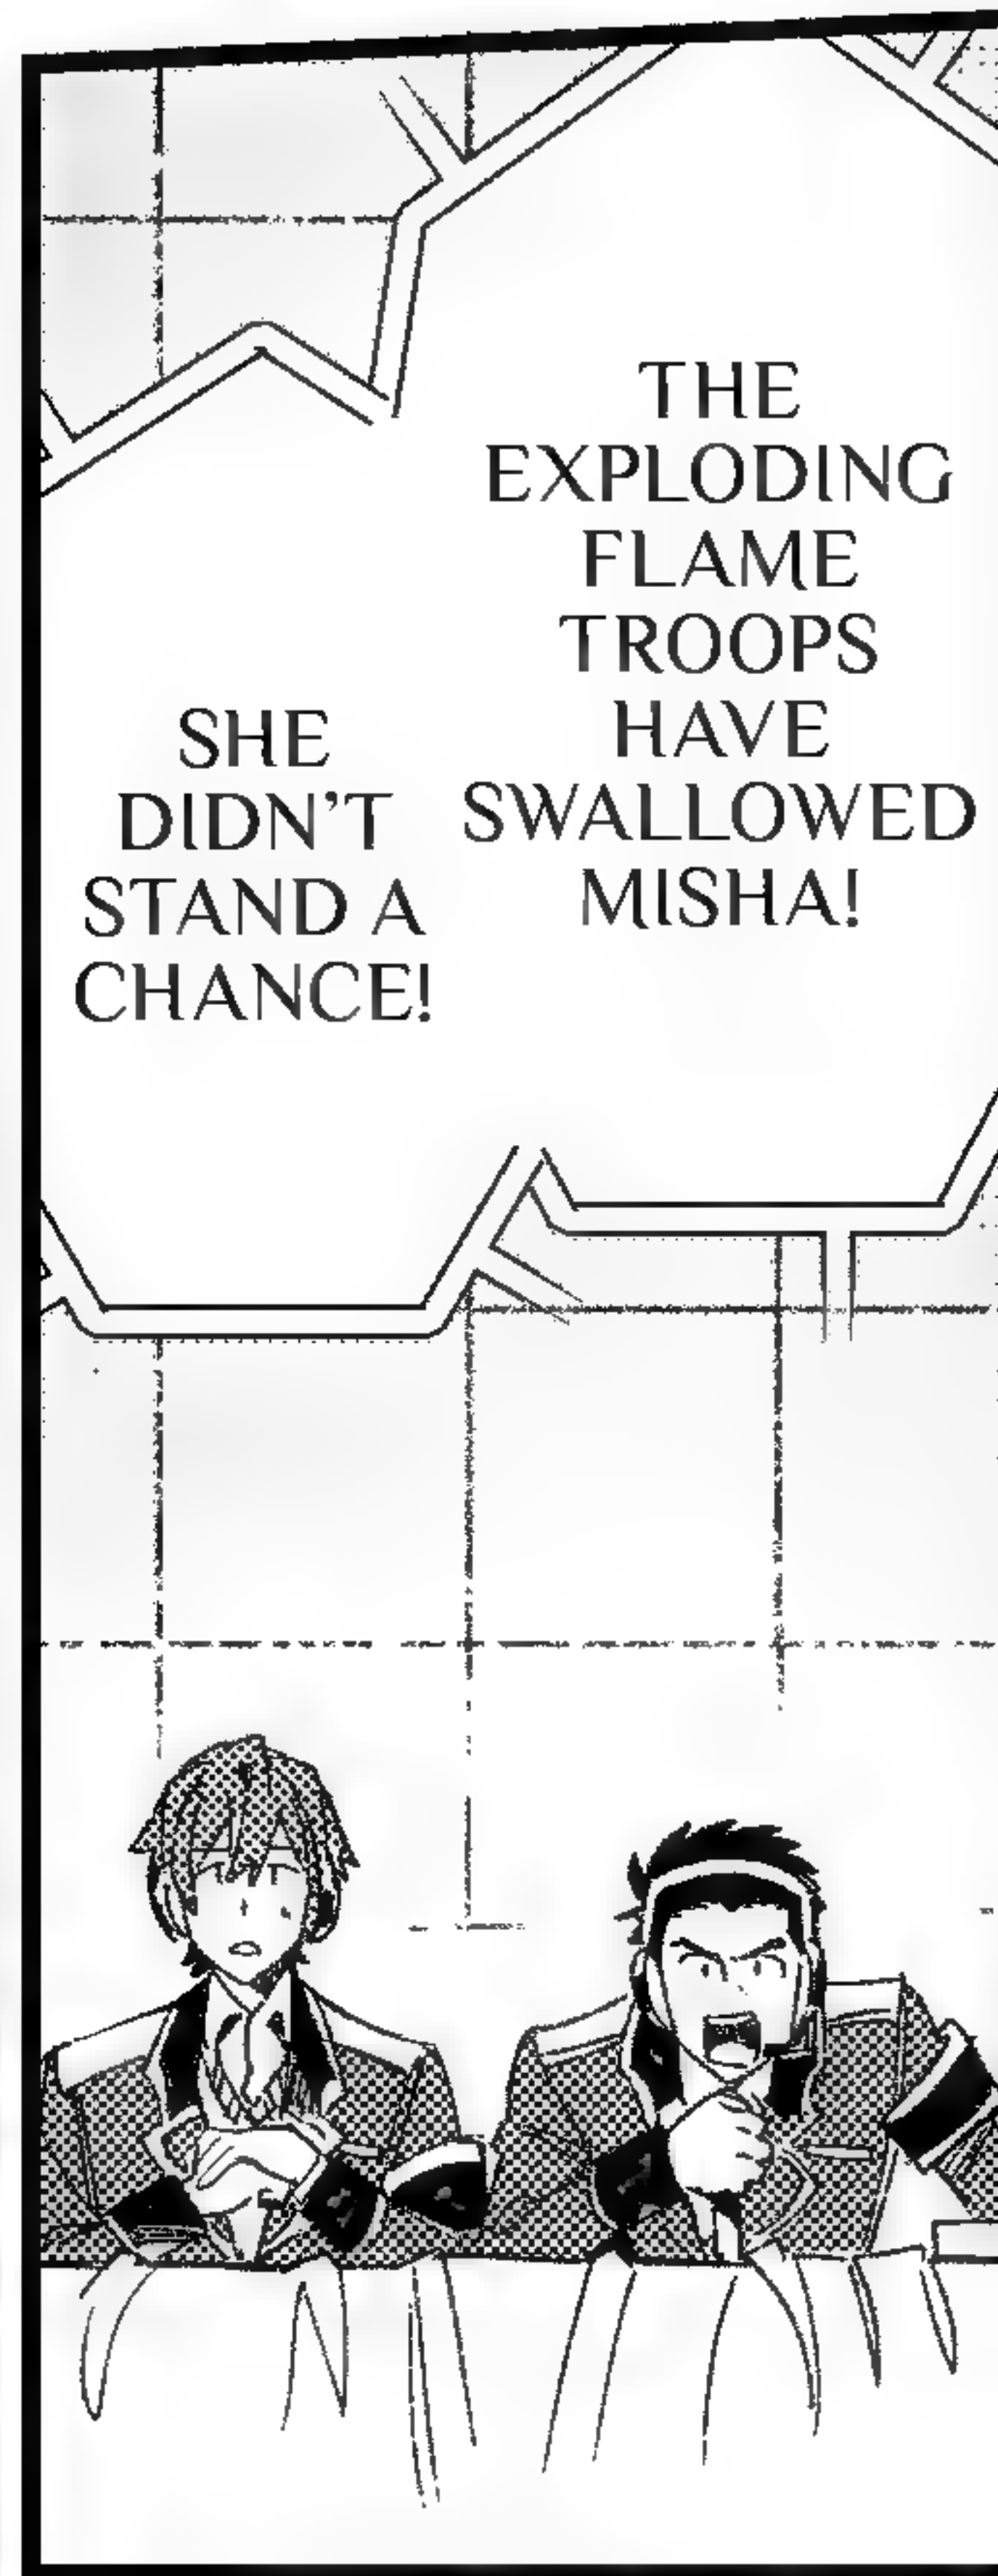 THE
EXPLODING
FLAME
TROOPS
HAVE
SWALLOWED
MISHA!
SHE
DIDN'T
STAND A
CHANCE!